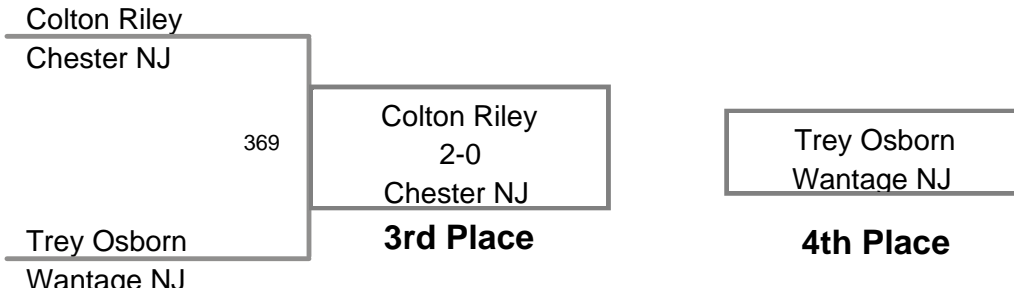 Colton Riley
Chester NJ
369
Trey Osborn
Wantage NJ
Colton Riley
2-0
Chester NJ
3rd Place
Trey Osborn
Wantage NJ
4th Place